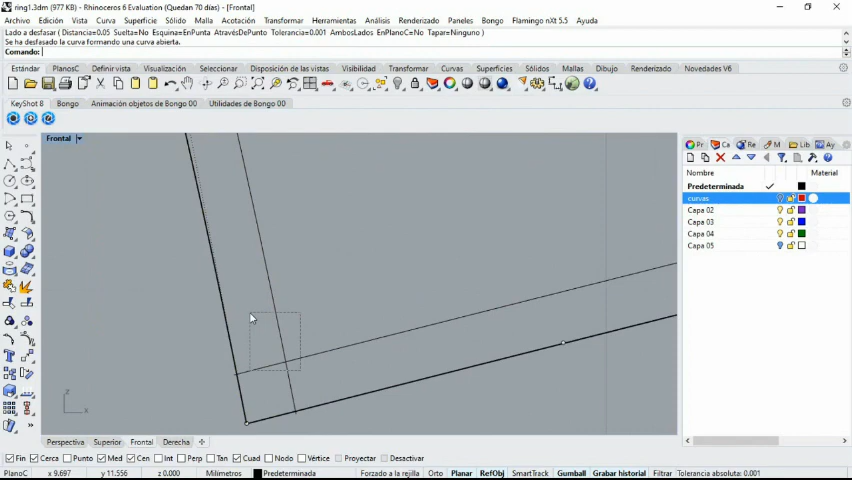 ring1.3dm (977 KB) - Rhinoceros 6 Evaluation (Quedan 70 días) - [Frontal]
Archivo Edición Vista Curva Superficie Sólido Malla Acotación Transformar Herramientas Análisis Renderizado Paneles Bongo Flamingo nXt 5.5 Ayuda
Lado a desfasar ( Distancia=0.05 Suelta=No Esquina=EnPunta AtravésDePunto Tolerancia=0.001 AmbosLados EnPlanoC=No Tapar=Ninguno )
Se ha desfasado la curva formando una curva abierta.
Comando:
Estándar PlanosC Definir vista Visualización Seleccionar Disposición de las vistas Visibilidad Transformar Curvas Superficies Sólidos Mallas Dibujo Renderizado Novedades V6
KeyShot 8 Bongo Animación objetos de Bongo 00 Utilidades de Bongo 00
Frontal
Pr Ca Re M Lib Ay
Nombre Material
Predeterminada
curvas
Capa 02
Capa 03
Capa 04
Capa 05
z
x
Perspectiva Superior Frontal Derecha
Fin Cerca Punto Med Cen Int Perp Tan Cuad Nodo Vértice Proyectar Desactivar
PlanoC x 9.697 y 11.556 z 0.000 Milímetros Predeterminada Forzado a la rejilla Orto Planar RefObj SmartTrack Gumball Grabar historial Filtrar Tolerancia absoluta: 0.001